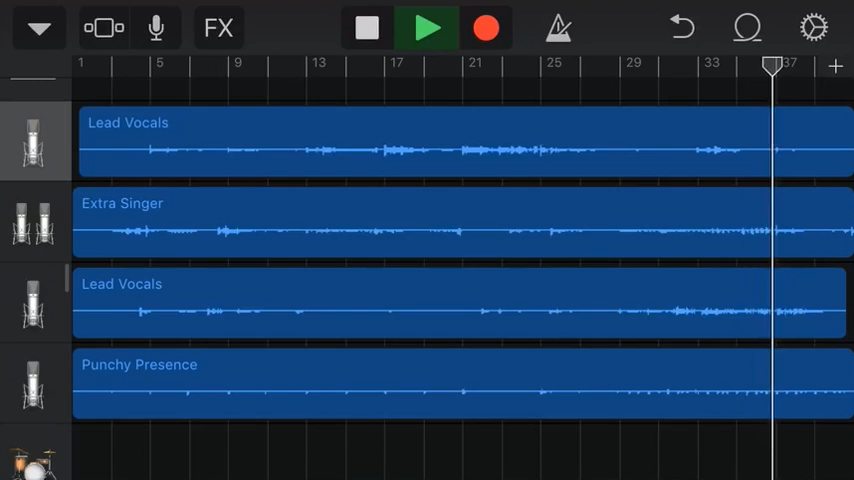 FX
1 5 9 13 17 21 25 29 33 37
Lead Vocals
Extra Singer
Lead Vocals
Punchy Presence